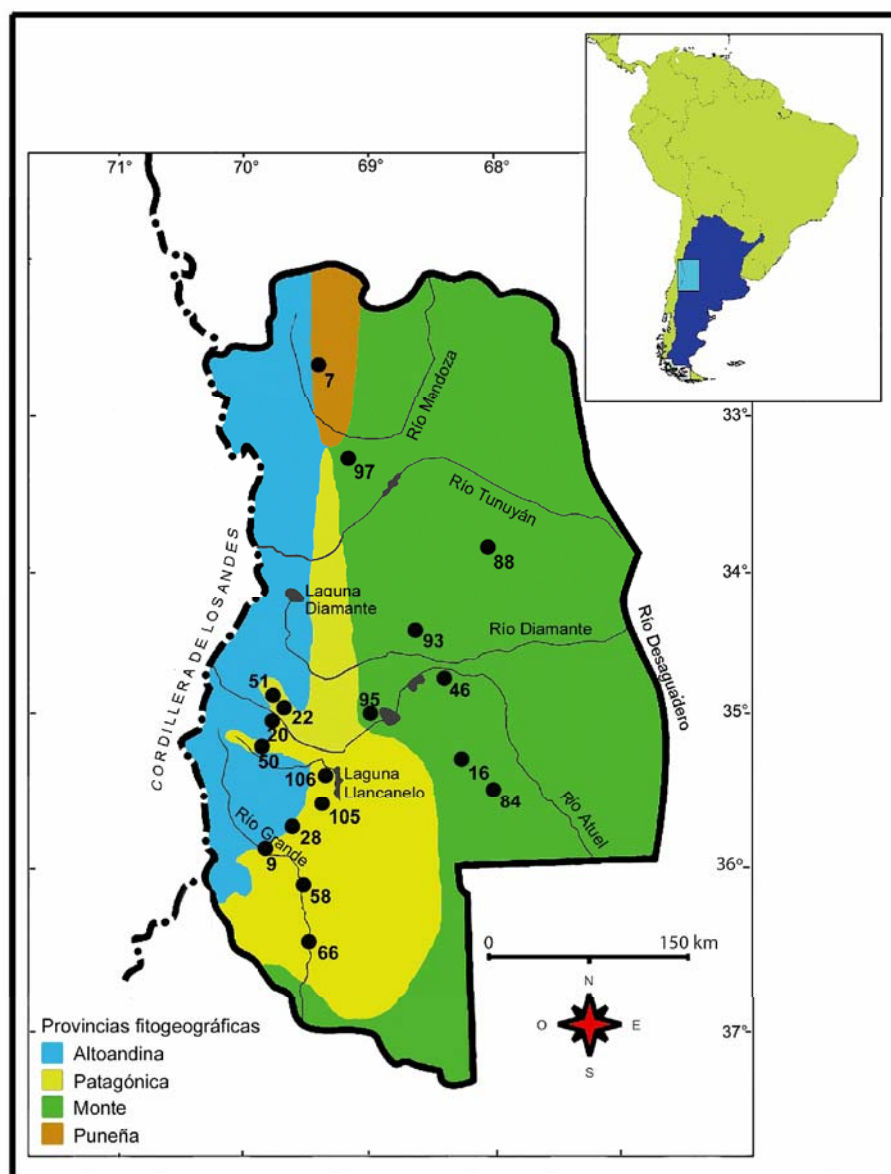 71°
70°
69°
68°
7
Río Mendoza
33°
97
Río Tunuyán
88
CORDILLERA DE LOS ANDES
34°
Laguna
Diamante
93
Río Diamante
Río Desaguadero
51
46
22
95
35°
20
50
106
Laguna
Llancanelo
16
84
105
Río Atuel
28
Río Grande
9
36°
58
66
0
150 km
N
O
E
S
37°
Provincias fitogeográficas
Altoandina
Patagónica
Monte
Puneña